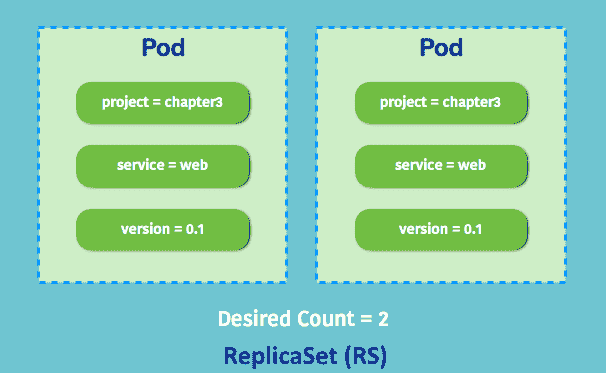 Pod
project = chapter3
service = web
version = 0.1
Pod
project = chapter3
service = web
version = 0.1
Desired Count = 2
ReplicaSet (RS)